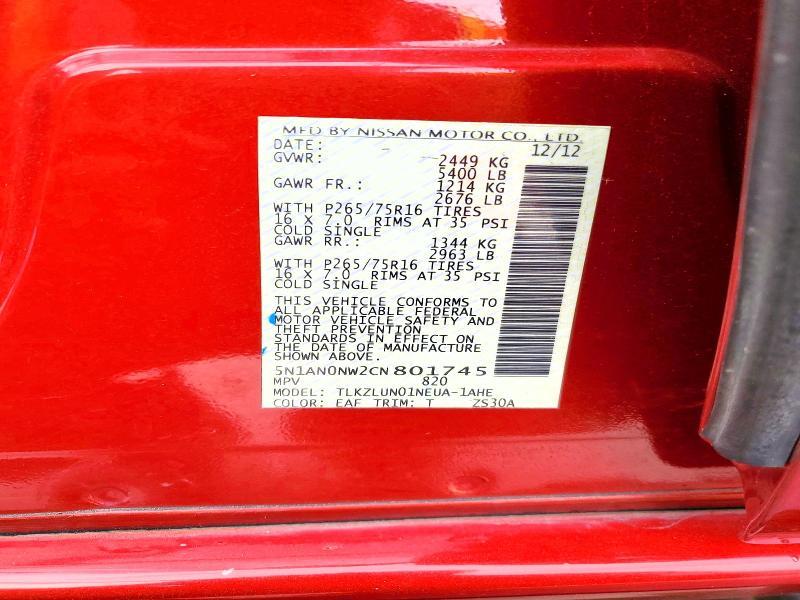 MFD BY NISSAN MOTOR CO., LTD.
DATE: 12/12
GVWR: 2449 KG
5400 LB
GAWR FR.: 1214 KG
2676 LB
WITH P265/75R16 TIRES
16 X 7.0 RIMS AT 35 PSI
COLD SINGLE
GAWR RR.: 1344 KG
2963 LB
WITH P265/75R16 TIRES
16 X 7.0 RIMS AT 35 PSI
COLD SINGLE
THIS VEHICLE CONFORMS TO
ALL APPLICABLE FEDERAL
MOTOR VEHICLE SAFETY AND
THEFT PREVENTION
STANDARDS IN EFFECT ON
THE DATE OF MANUFACTURE
SHOWN ABOVE.
5N1AN0NW2CN801745
MPV 820
MODEL: TLKZLUN01NEUA-1AHE
COLOR: EAF TRIM: T ZS30A